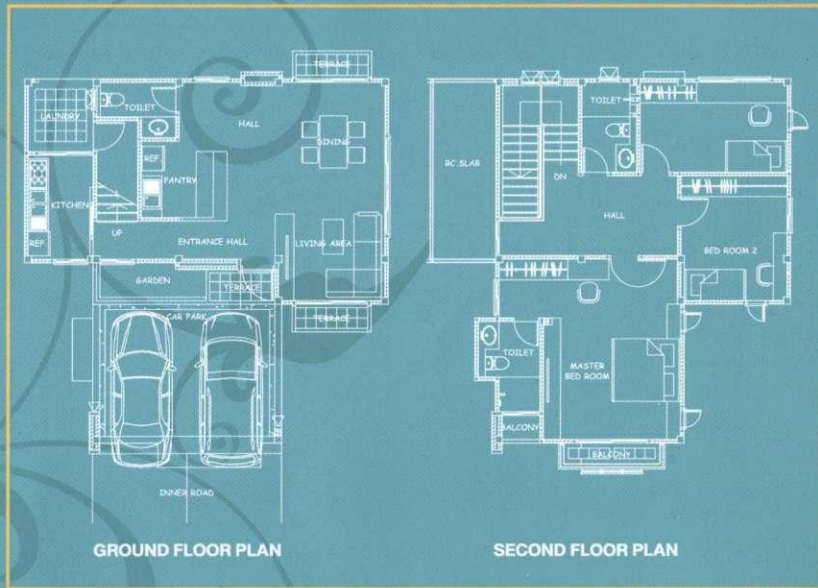 TERRACE
TOILET
LAUNDRY
HALL
DINING
REF.
PANTRY
KITCHEN
REF
UP
ENTRANCE HALL
LIVING AREA
GARDEN
TERRACE
CAR PARK
TERRACE
INNER ROAD
GROUND FLOOR PLAN
TOILET
RC.SLAB
DN
HALL
BED ROOM 2
TOILET
MASTER
BED ROOM
BALCONY
BALCONY
SECOND FLOOR PLAN